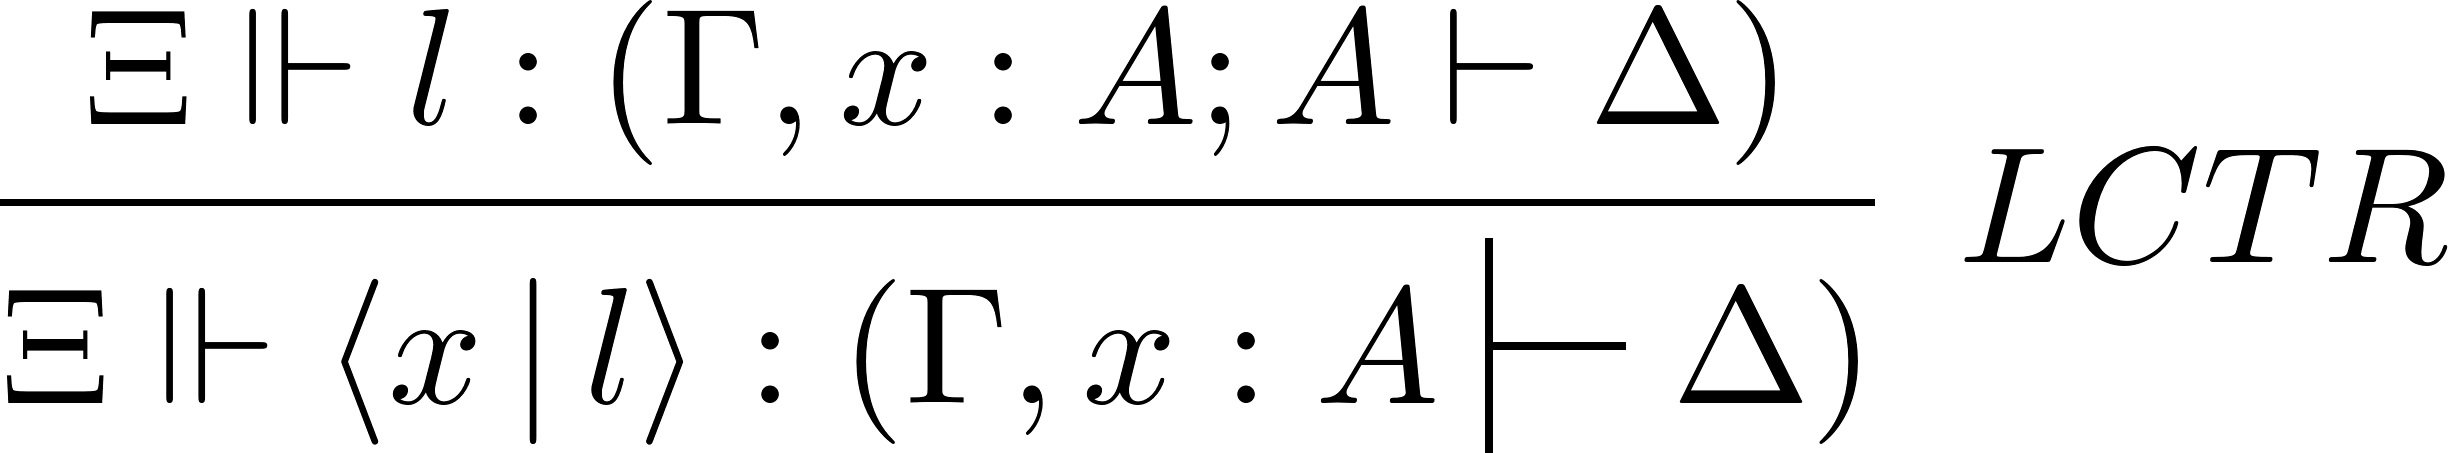 Ξ ⊪ l : (Γ, x : A; A ⊢ Δ)
LCTR
Ξ ⊩ ⟨x | l⟩ : (Γ, x : A ⊢ Δ)